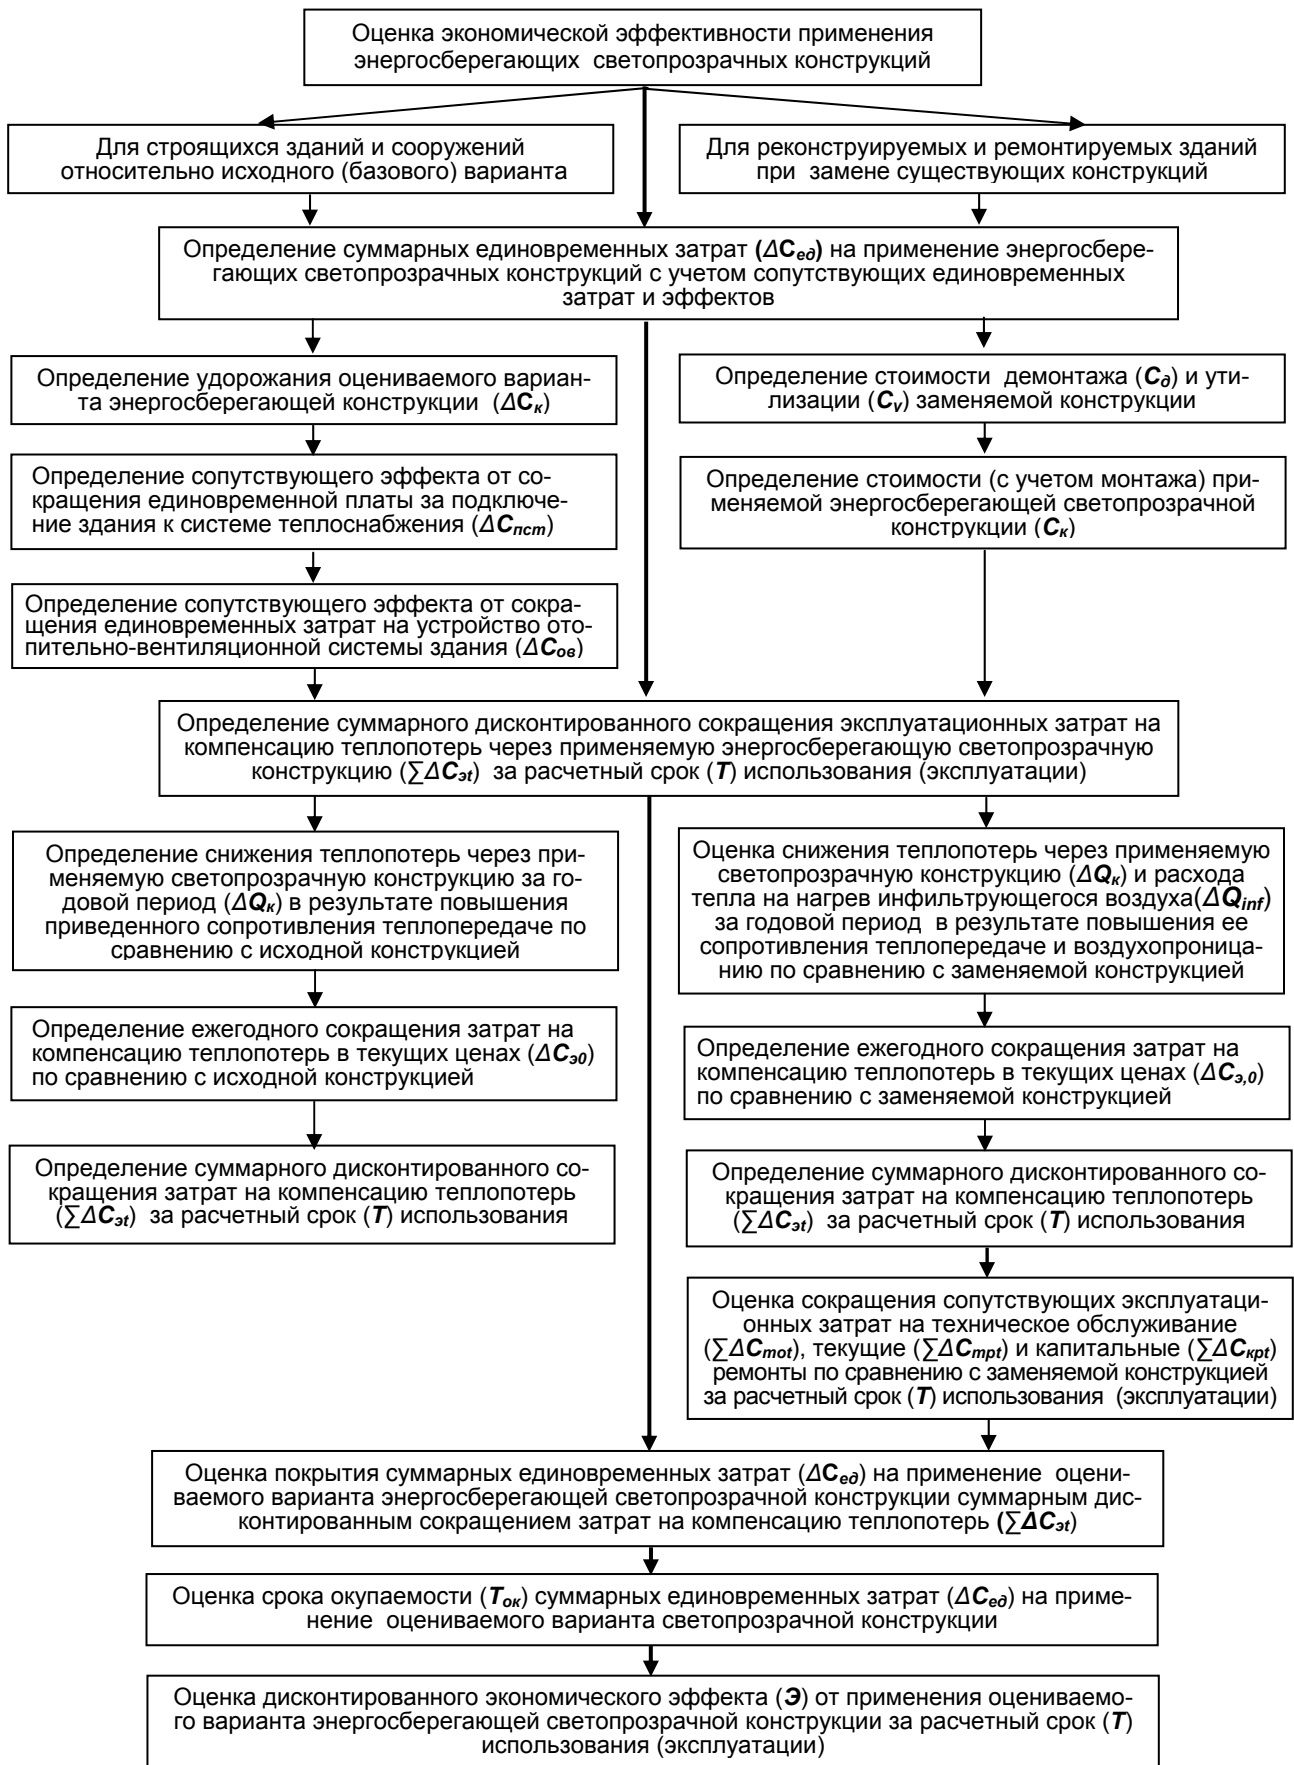 Оценка экономической эффективности применения
энергосберегающих светопрозрачных конструкций
Для строящихся зданий и сооружений
относительно исходного (базового) варианта
Для реконструируемых и ремонтируемых зданий
при замене существующих конструкций
Определение суммарных единовременных затрат (ΔCед) на применение энергосбере-
гающих светопрозрачных конструкций с учетом сопутствующих единовременных
затрат и эффектов
Определение удорожания оцениваемого вариан-
та энергосберегающей конструкции (ΔCк)
Определение стоимости демонтажа (Cд) и ути-
лизации (Cу) заменяемой конструкции
Определение сопутствующего эффекта от со-
кращения единовременной платы за подключе-
ние здания к системе теплоснабжения (ΔCпст)
Определение стоимости (с учетом монтажа) при-
меняемой энергосберегающей светопрозрачной
конструкции (Cк)
Определение сопутствующего эффекта от сокра-
щения единовременных затрат на устройство ото-
пительно-вентиляционной системы здания (ΔCов)
Определение суммарного дисконтированного сокращения эксплуатационных затрат на
компенсацию теплопотерь через применяемую энергосберегающую светопрозрачную
конструкцию (∑ΔCэt) за расчетный срок (T) использования (эксплуатации)
Определение снижения теплопотерь через при-
меняемую светопрозрачную конструкцию за го-
довой период (ΔQк) в результате повышения
приведенного сопротивления теплопередаче по
сравнению с исходной конструкцией
Оценка снижения теплопотерь через применяемую
светопрозрачную конструкцию (ΔQк) и расхода
тепла на нагрев инфильтрующегося воздуха(ΔQinf)
за годовой период в результате повышения ее
сопротивления теплопередаче и воздухопроница-
нию по сравнению с заменяемой конструкцией
Определение ежегодного сокращения затрат на
компенсацию теплопотерь в текущих ценах (ΔCэ0)
по сравнению с исходной конструкцией
Определение ежегодного сокращения затрат на
компенсацию теплопотерь в текущих ценах (ΔCэ,0)
по сравнению с заменяемой конструкцией
Определение суммарного дисконтированного со-
кращения затрат на компенсацию теплопотерь
(∑ΔCэt) за расчетный срок (T) использования
Определение суммарного дисконтированного со-
кращения затрат на компенсацию теплопотерь
(∑ΔCэt) за расчетный срок (T) использования
Оценка сокращения сопутствующих эксплуатаци-
онных затрат на техническое обслуживание
(∑ΔCтоt), текущие (∑ΔCтрt) и капитальные (∑ΔCкрt)
ремонты по сравнению с заменяемой конструкцией
за расчетный срок (T) использования (эксплуатации)
Оценка покрытия суммарных единовременных затрат (ΔCед) на применение оцени-
ваемого варианта энергосберегающей светопрозрачной конструкции суммарным дис-
контированным сокращением затрат на компенсацию теплопотерь (∑ΔCэt)
Оценка срока окупаемости (Tок) суммарных единовременных затрат (ΔCед) на приме-
нение оцениваемого варианта светопрозрачной конструкции
Оценка дисконтированного экономического эффекта (Э) от применения оцениваемо-
го варианта энергосберегающей светопрозрачной конструкции за расчетный срок (T)
использования (эксплуатации)